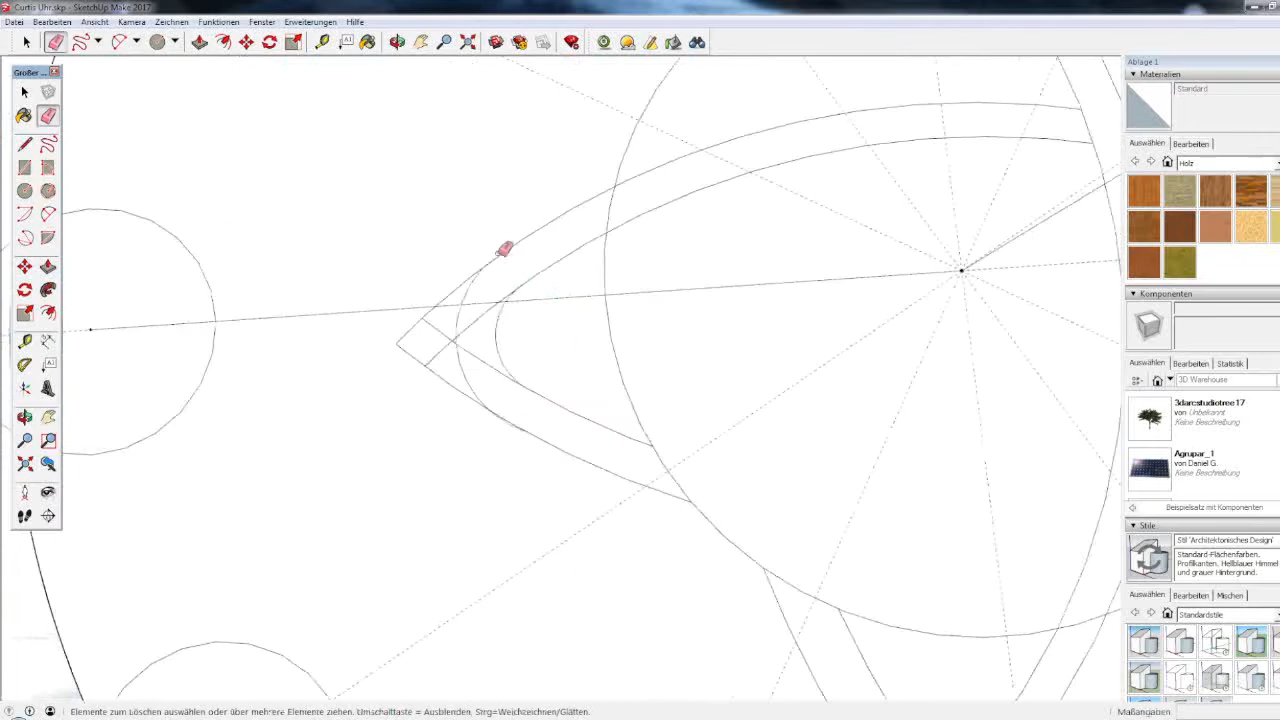 Curtis Uhr.skp - SketchUp Make 2017
Datei Bearbeiten Ansicht Kamera Zeichnen Funktionen Fenster Erweiterungen Hilfe
Großer ...
Ablage 1
Materialien
Standard
Auswählen Bearbeiten
Holz
Komponenten
Auswählen Bearbeiten Statistik
3D Warehouse
3darcstudiotree17
von Unbekannt
Keine Beschreibung
Agrupar_1
von Daniel G.
Keine Beschreibung
Beispielsatz mit Komponenten
Stile
Stil 'Architektonisches Design'
Standard-Flächenfarben.
Profilkanten. Hellblauer Himmel
und grauer Hintergrund.
Auswählen Bearbeiten Mischen
Standardstile
Elemente zum Löschen auswählen oder über mehrere Elemente ziehen. Umschalttaste = Ausblenden, Strg=Weichzeichnen/Glätten.
Maßangaben